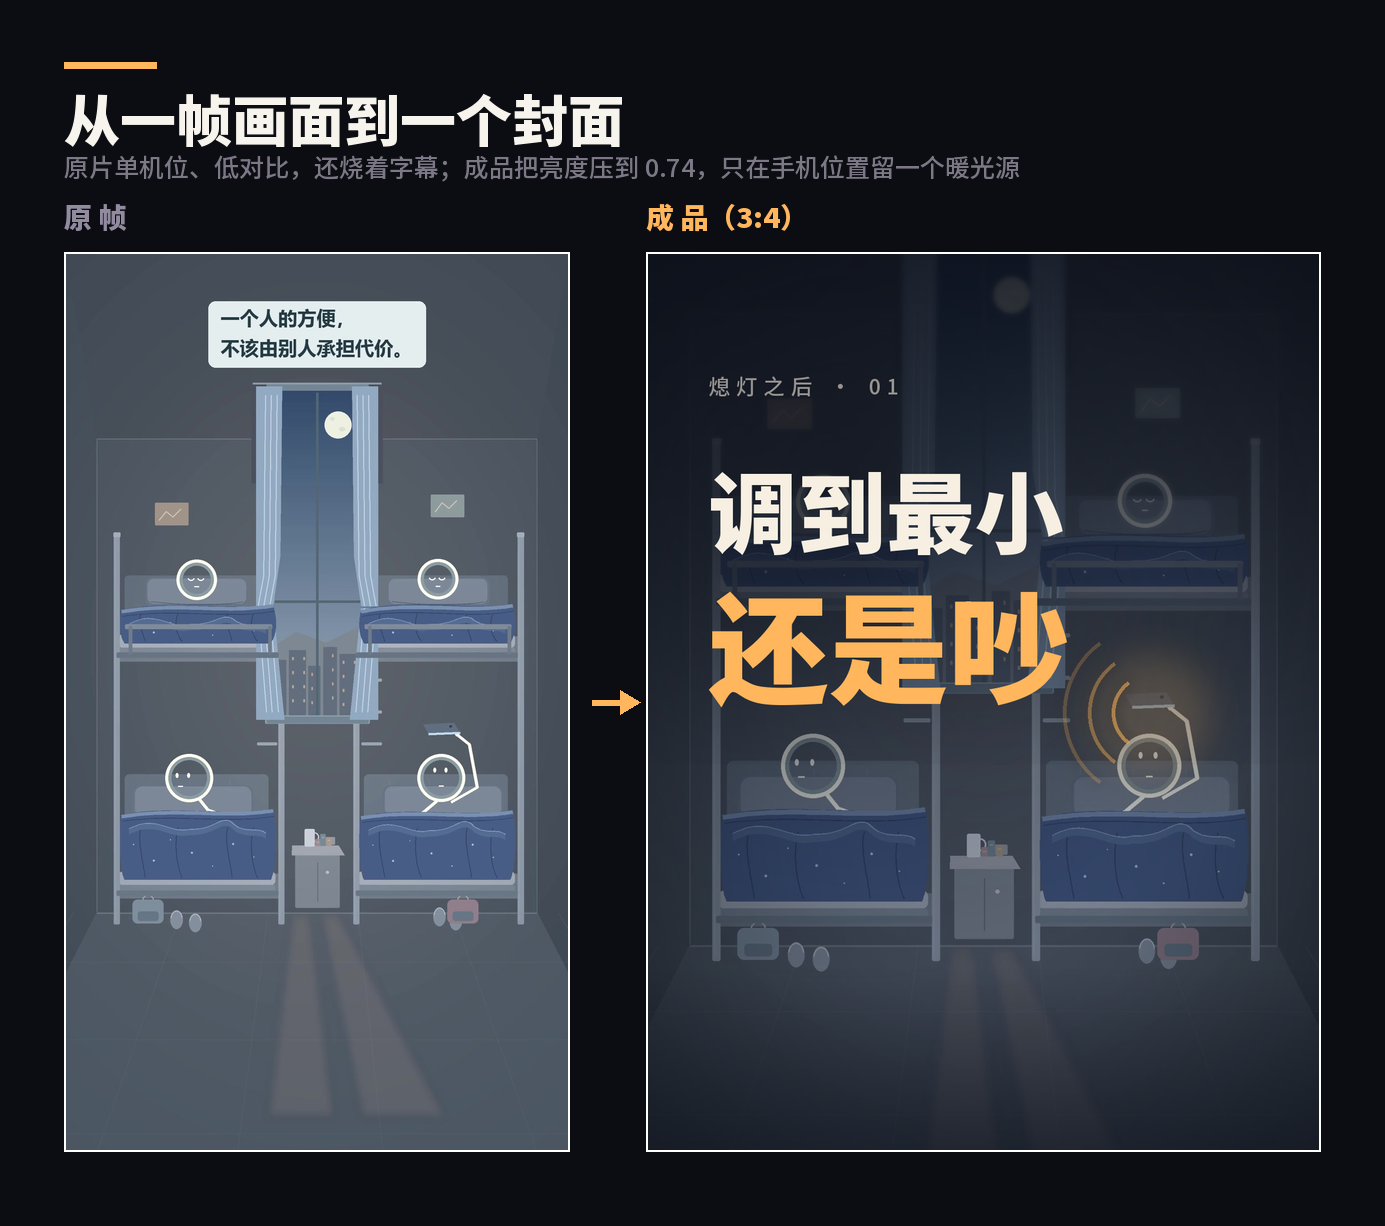 从一帧画面到一个封面
原片单机位、低对比，还烧着字幕；成品把亮度压到 0.74，只在手机位置留一个暖光源
原 帧
成 品（3:4）
一个人的方便，
不该由别人承担代价。
熄灯之后 · 01
调到最小
还是吵